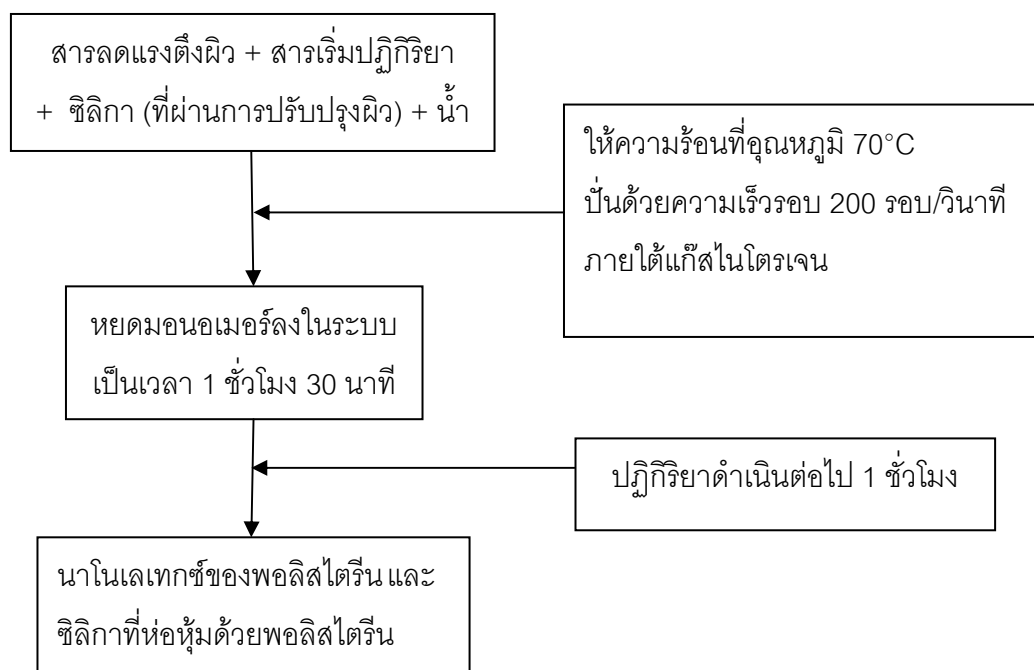 สารลดแรงตึงผิว + สารเริ่มปฏิกิริยา
+ ซิลิกา (ที่ผ่านการปรับปรุงผิว) + น้ำ
ให้ความร้อนที่อุณหภูมิ 70°C
ปั่นด้วยความเร็วรอบ 200 รอบ/วินาที
ภายใต้แก๊สไนโตรเจน
หยดมอนอเมอร์ลงในระบบ
เป็นเวลา 1 ชั่วโมง 30 นาที
ปฏิกิริยาดำเนินต่อไป 1 ชั่วโมง
นาโนเลเทกซ์ของพอลิสไตรีน และ
ซิลิกาที่ห่อหุ้มด้วยพอลิสไตรีน